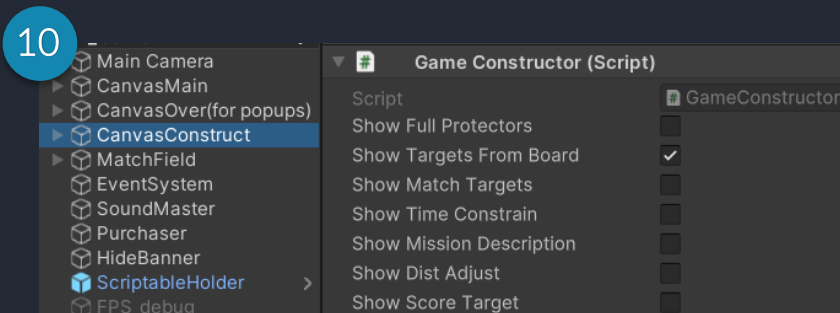 10
Main Camera
CanvasMain
CanvasOver(for popups)
CanvasConstruct
MatchField
EventSystem
SoundMaster
Purchaser
HideBanner
ScriptableHolder
FPS_debug
# Game Constructor (Script)
Script # GameConstructor
Show Full Protectors
Show Targets From Board
Show Match Targets
Show Time Constrain
Show Mission Description
Show Dist Adjust
Show Score Target